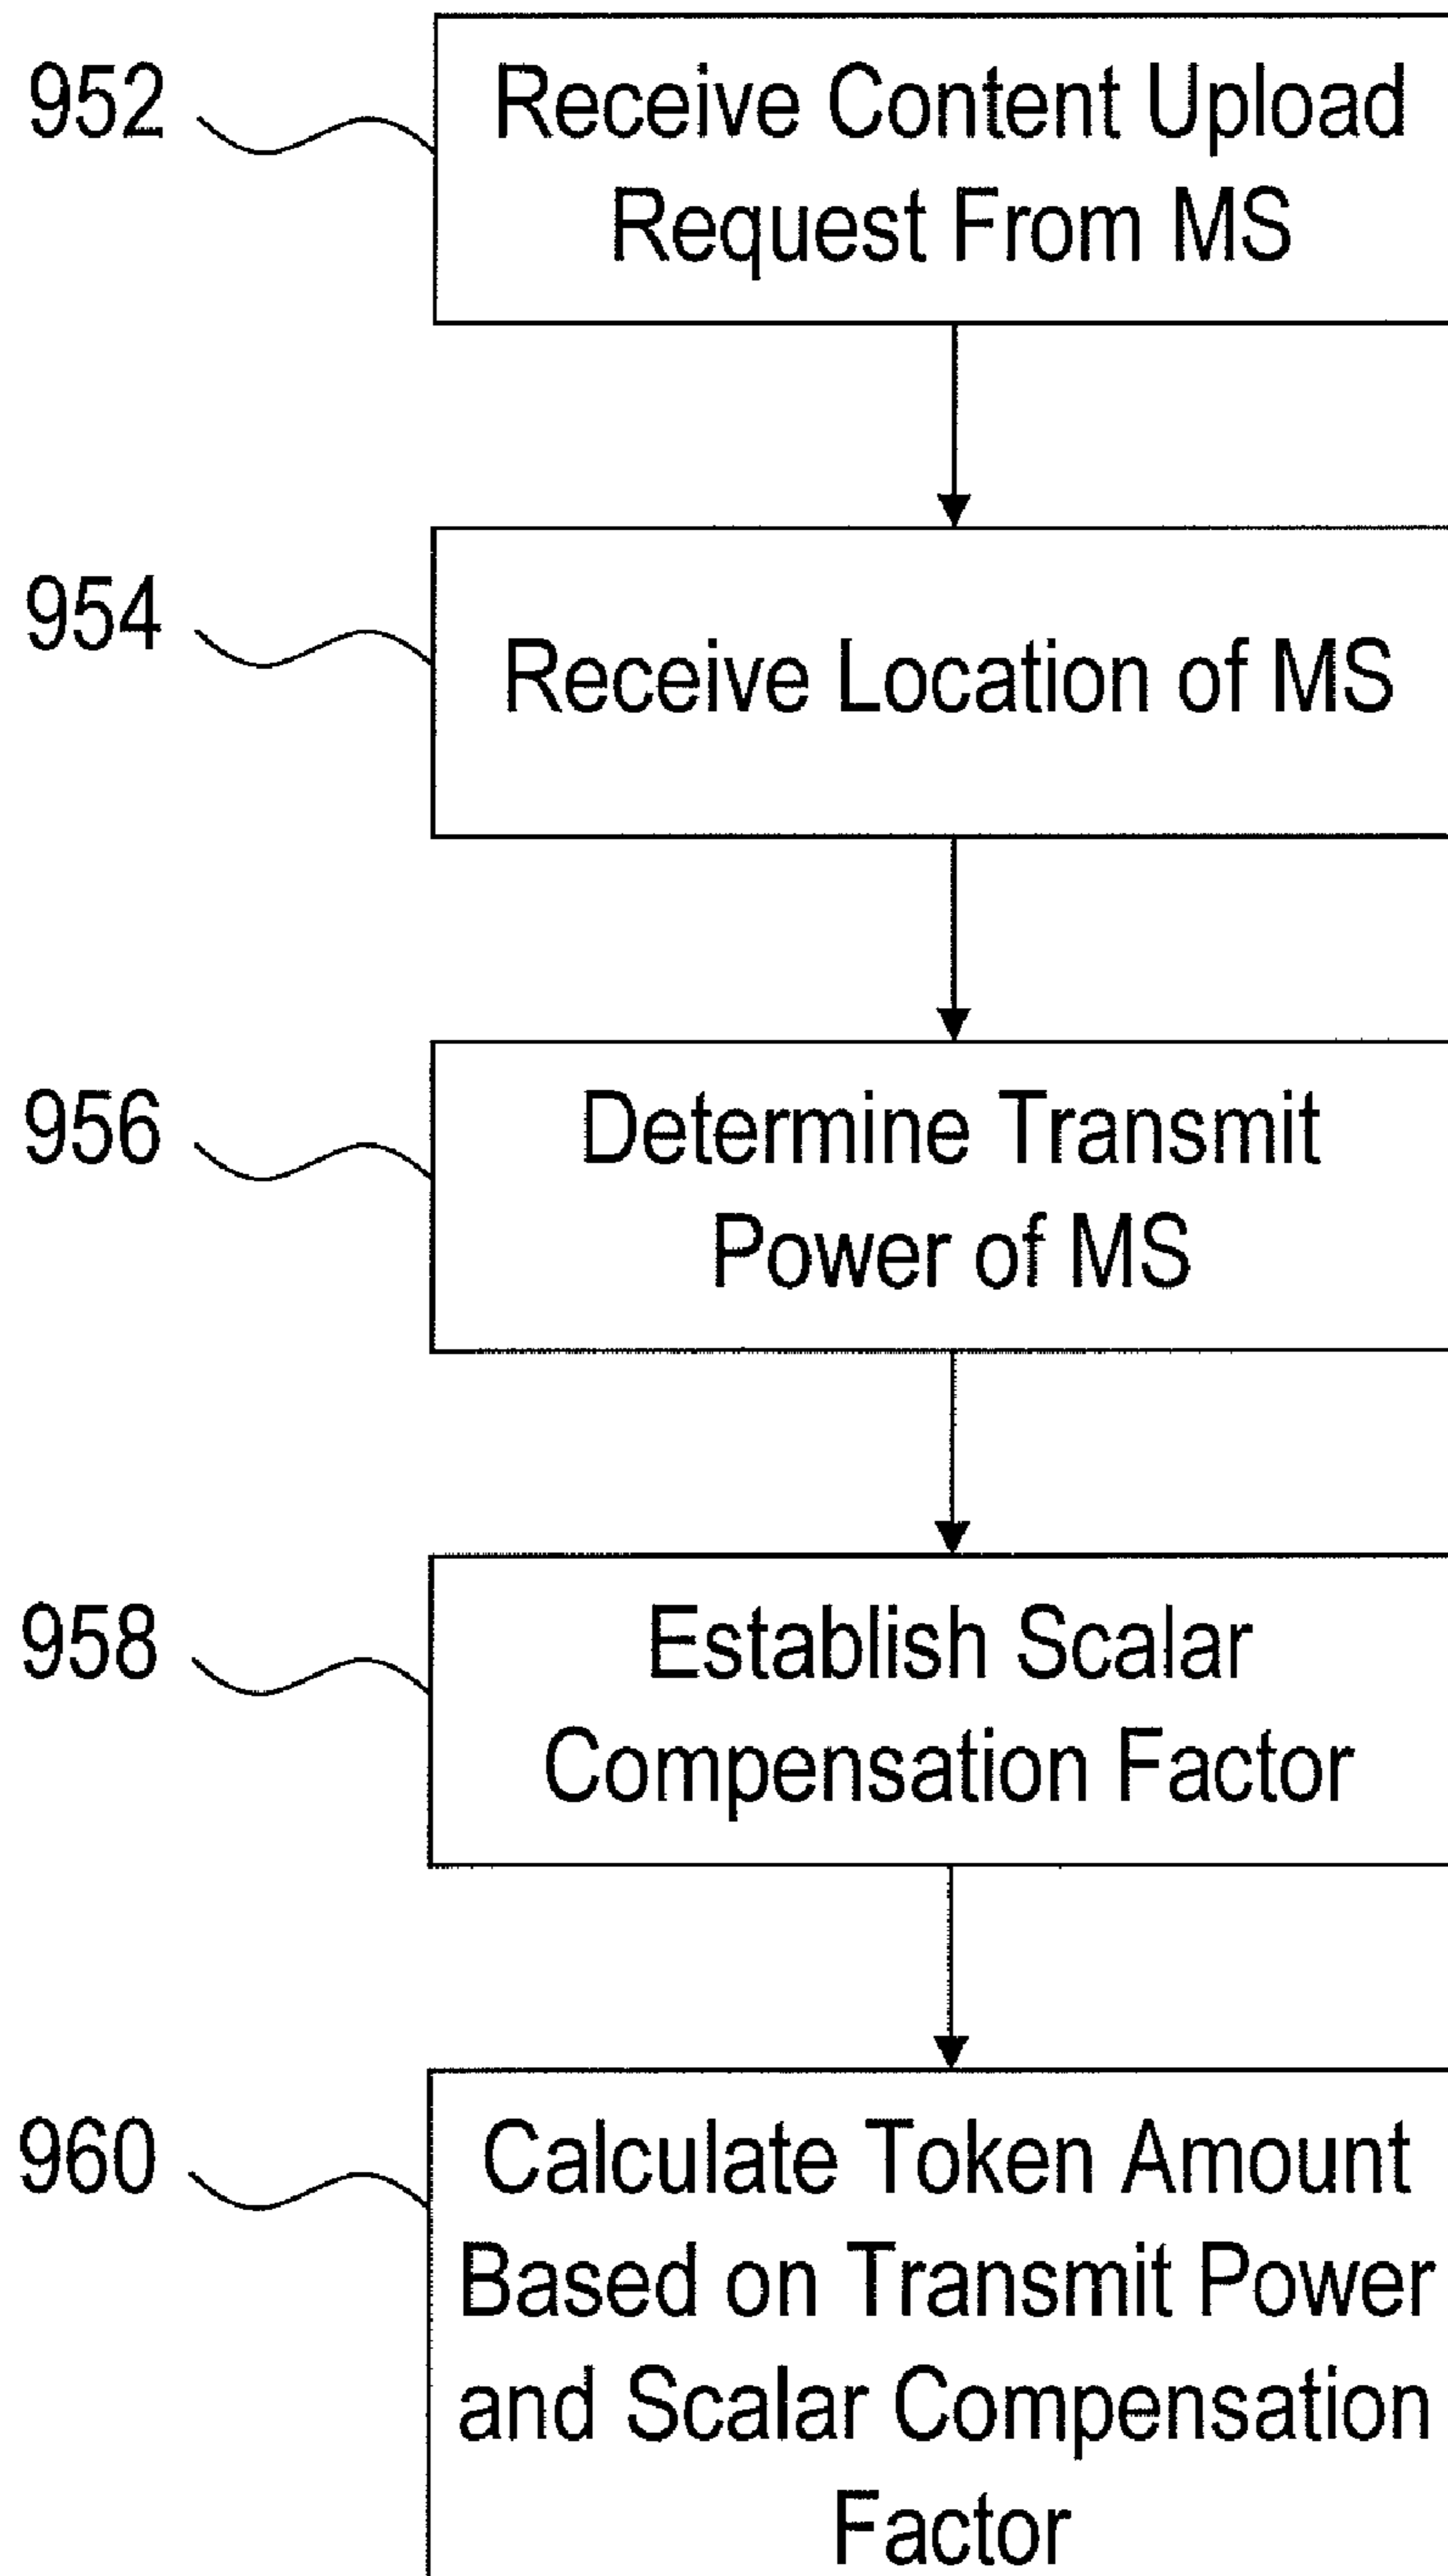 952
Receive Content Upload
Request From MS
954
Receive Location of MS
956
Determine Transmit
Power of MS
958
Establish Scalar
Compensation Factor
960
Calculate Token Amount
Based on Transmit Power
and Scalar Compensation
Factor